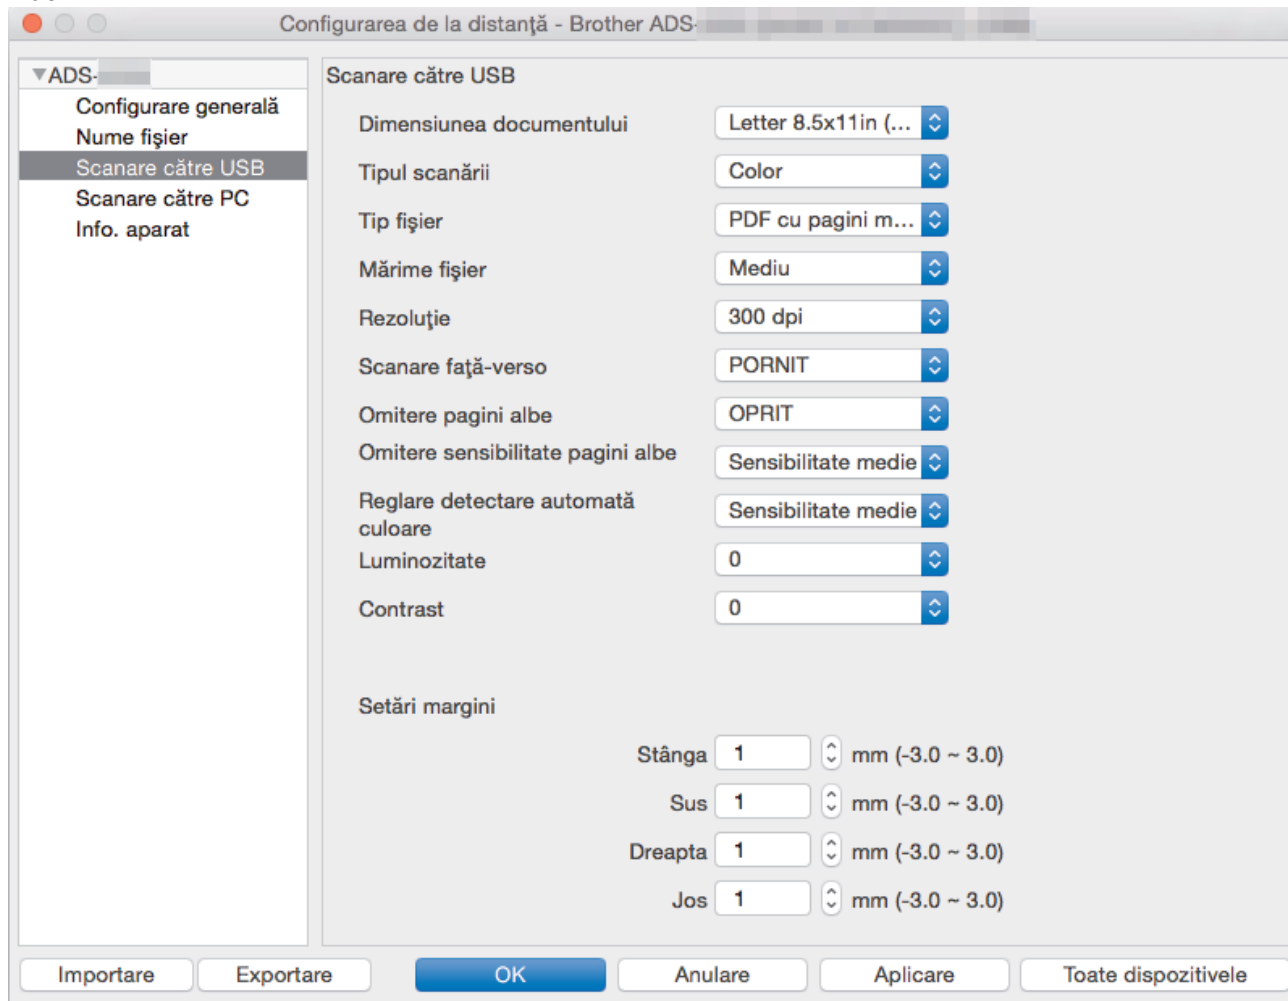 Configurarea de la distanţă - Brother ADS-
▼ADS-
Configurare generală
Nume fişier
Scanare către USB
Scanare către PC
Info. aparat
Scanare către USB
Dimensiunea documentului Letter 8.5x11in (...
Tipul scanării Color
Tip fişier PDF cu pagini m...
Mărime fişier Mediu
Rezoluţie 300 dpi
Scanare faţă-verso PORNIT
Omitere pagini albe OPRIT
Omitere sensibilitate pagini albe Sensibilitate medie
Reglare detectare automată
culoare Sensibilitate medie
Luminozitate 0
Contrast 0
Setări margini
Stânga 1 mm (-3.0 ~ 3.0)
Sus 1 mm (-3.0 ~ 3.0)
Dreapta 1 mm (-3.0 ~ 3.0)
Jos 1 mm (-3.0 ~ 3.0)
Importare Exportare OK Anulare Aplicare Toate dispozitivele